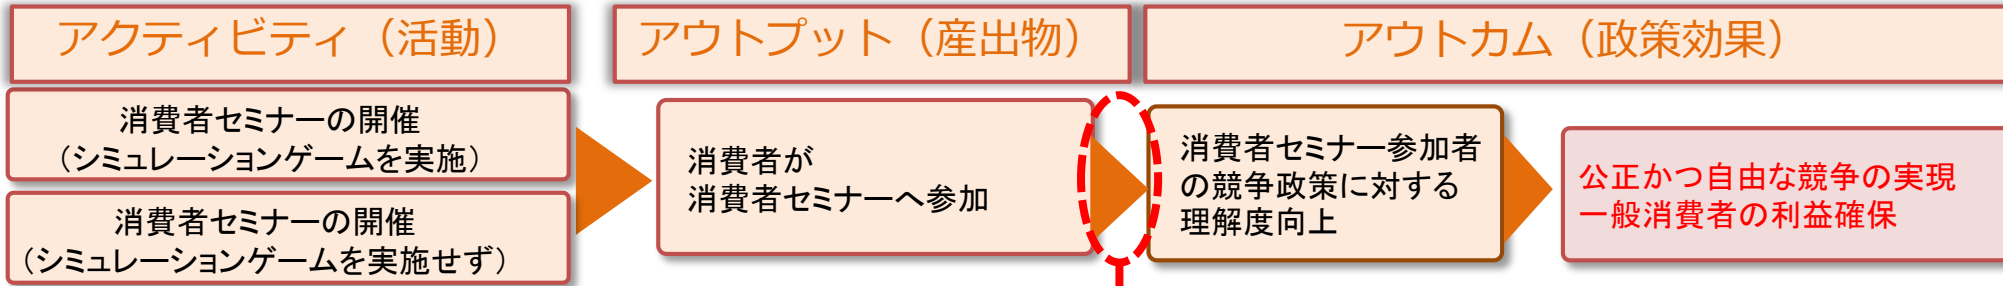 アクティビティ（活動）
アウトプット（産出物）
アウトカム（政策効果）
消費者セミナーの開催
（シミュレーションゲームを実施）
消費者セミナーの開催
（シミュレーションゲームを実施せず）
消費者が
消費者セミナーへ参加
消費者セミナー参加者
の競争政策に対する
理解度向上
公正かつ自由な競争の実現
一般消費者の利益確保